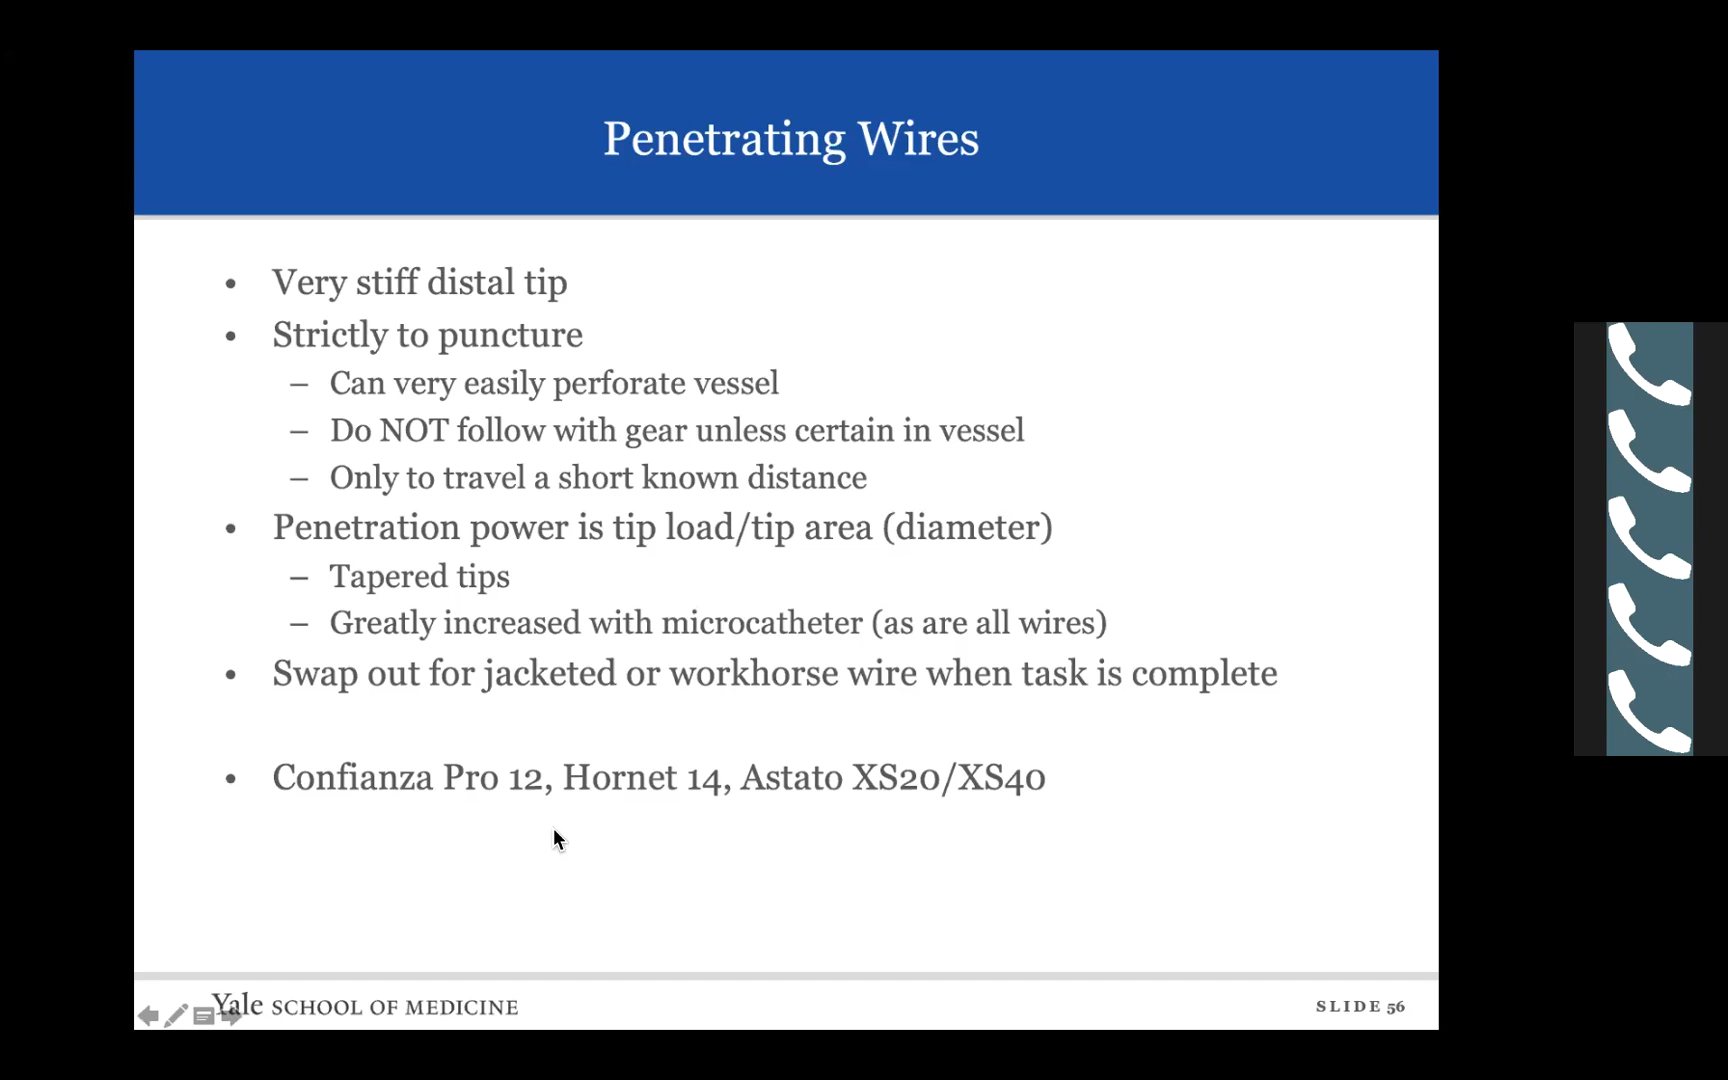 Penetrating Wires
• Very stiff distal tip
• Strictly to puncture
– Can very easily perforate vessel
– Do NOT follow with gear unless certain in vessel
– Only to travel a short known distance
• Penetration power is tip load/tip area (diameter)
– Tapered tips
– Greatly increased with microcatheter (as are all wires)
• Swap out for jacketed or workhorse wire when task is complete
• Confianza Pro 12, Hornet 14, Astato XS20/XS40
Yale SCHOOL OF MEDICINE
SLIDE 56